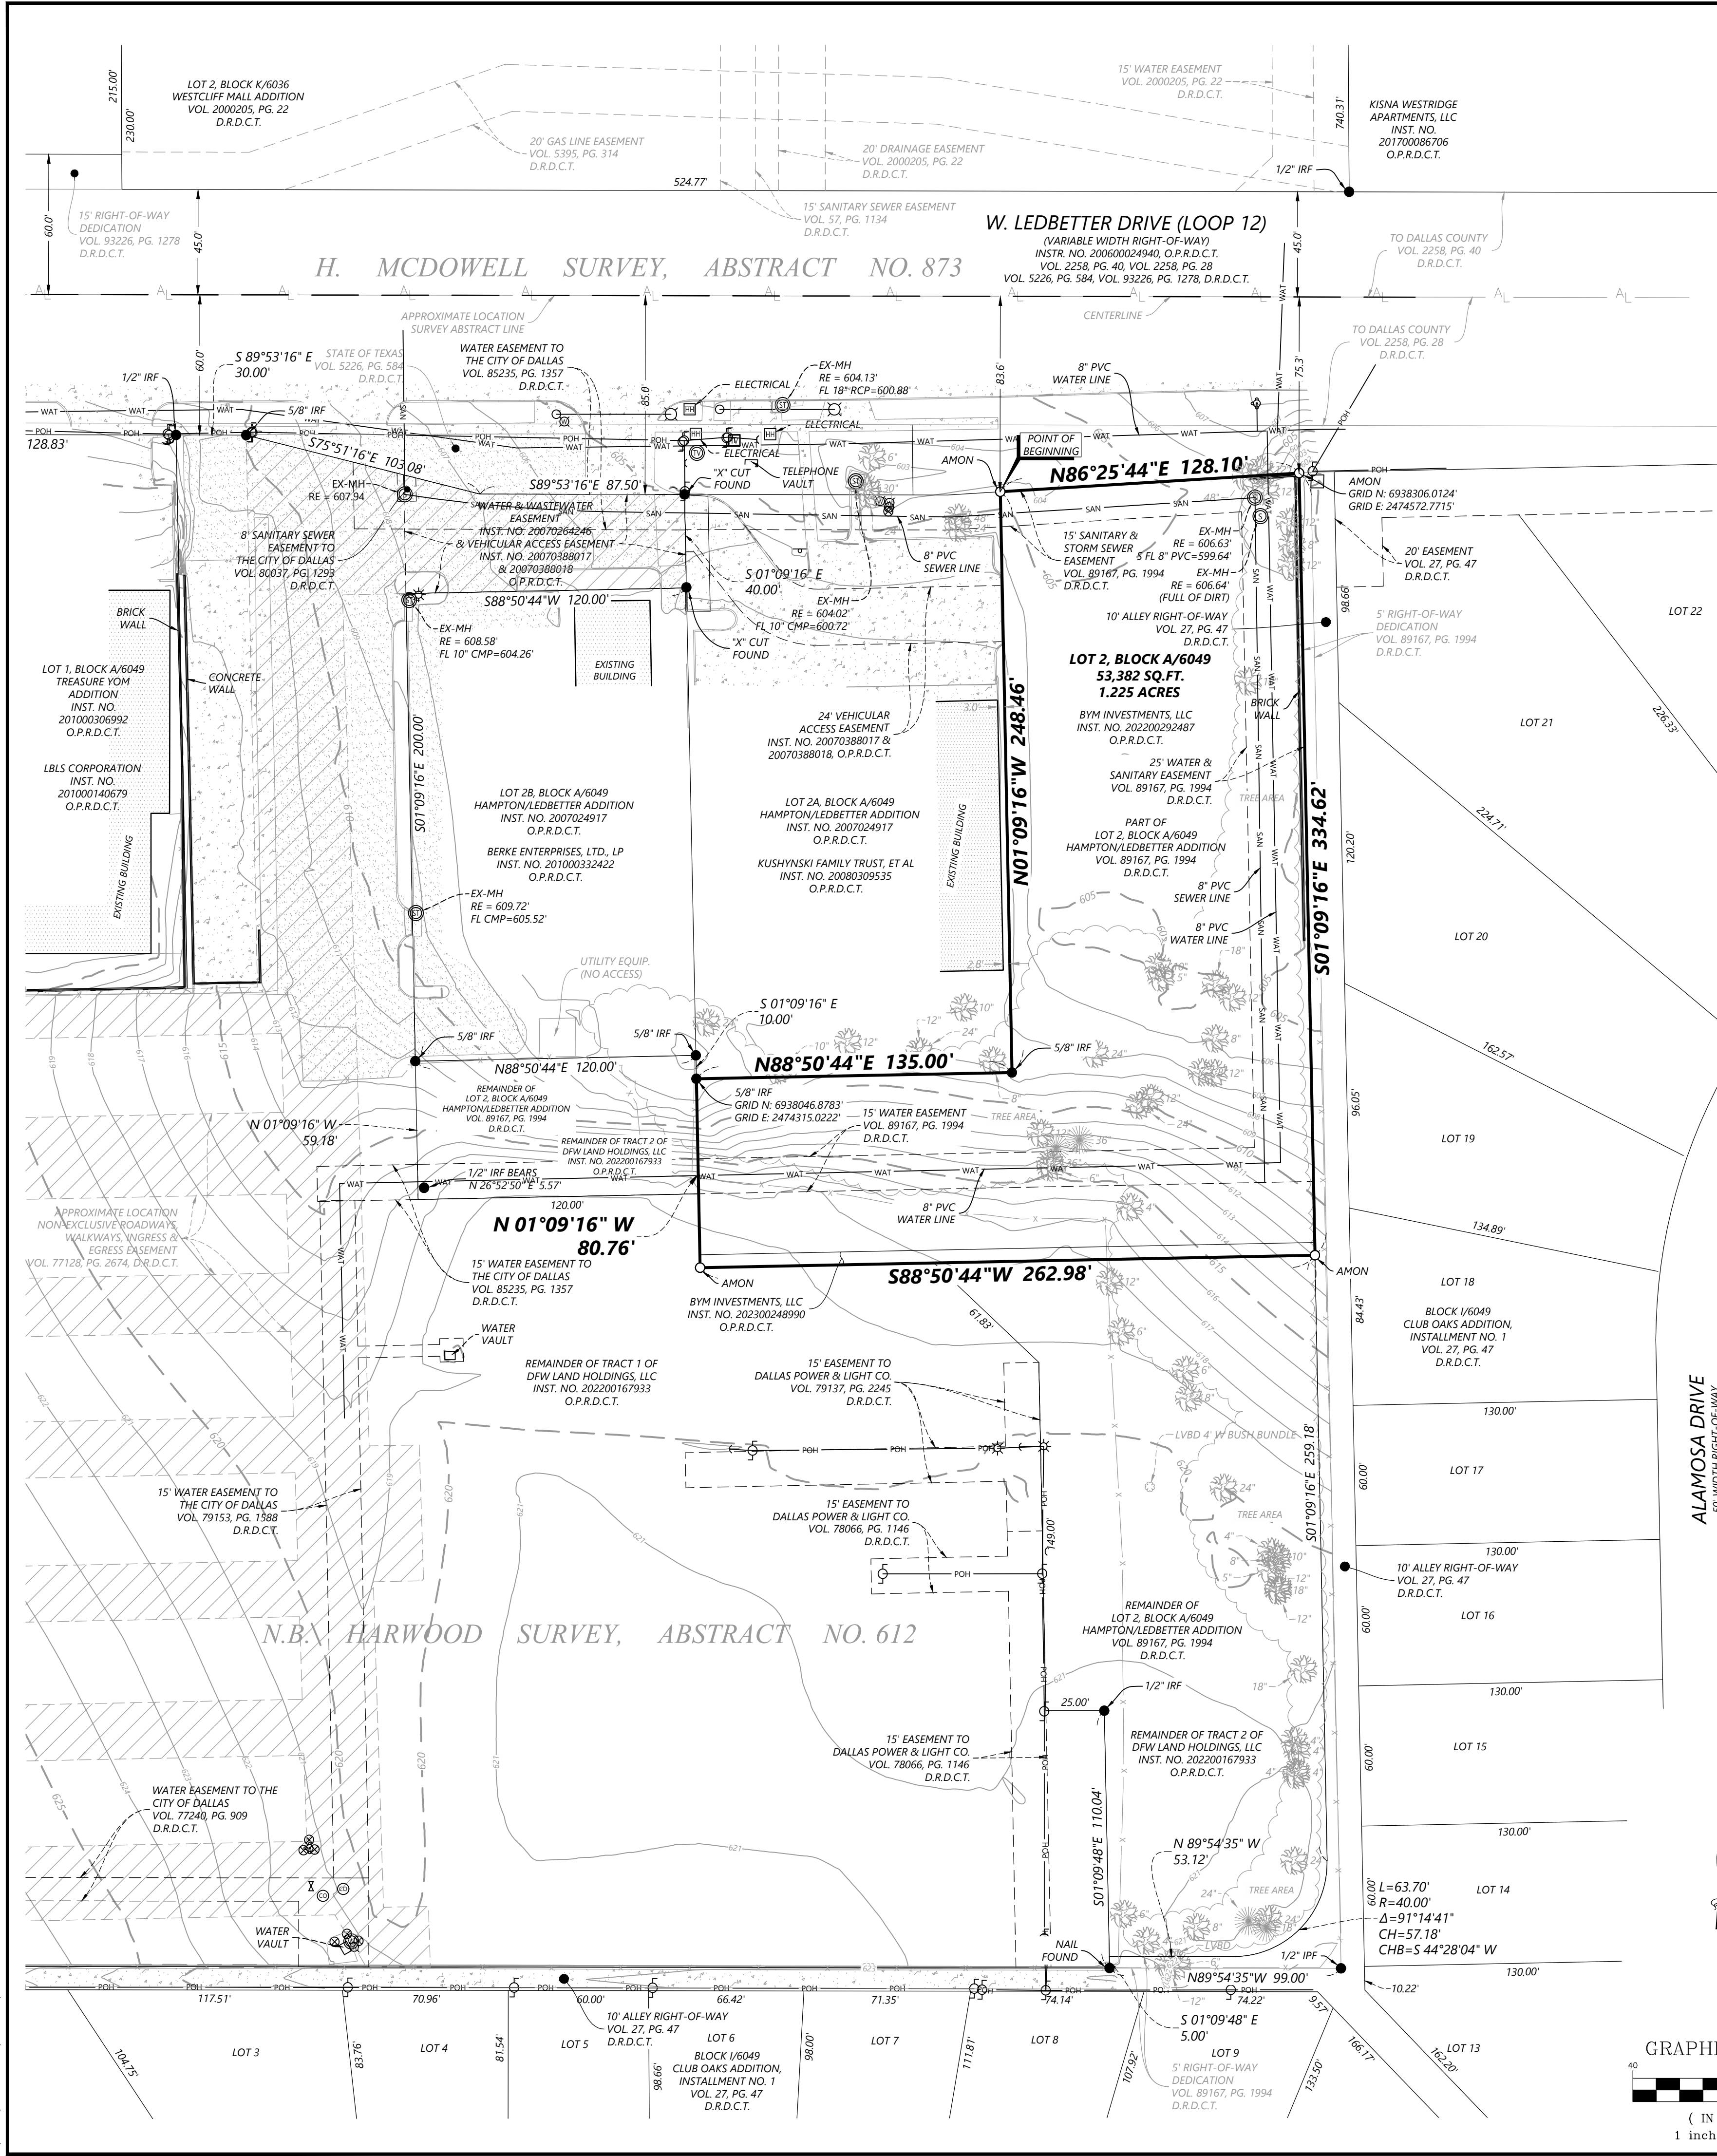 215.00'
230.00'
LOT 2, BLOCK K/6036
WESTCLIFF MALL ADDITION
VOL. 2000205, PG. 22
D.R.D.C.T.
20' GAS LINE EASEMENT
VOL. 5395, PG. 314
D.R.D.C.T.
20' DRAINAGE EASEMENT
VOL. 2000205, PG. 22
D.R.D.C.T.
15' WATER EASEMENT
VOL. 2000205, PG. 22
D.R.D.C.T.
740.31'
KISNA WESTRIDGE
APARTMENTS, LLC
INST. NO.
201700086706
O.P.R.D.C.T.
1/2" IRF
524.77'
60.0'
15' RIGHT-OF-WAY
DEDICATION
VOL. 93226, PG. 1278
D.R.D.C.T.
45.0'
15' SANITARY SEWER EASEMENT
VOL. 57, PG. 1134
D.R.D.C.T.
W. LEDBETTER DRIVE (LOOP 12)
(VARIABLE WIDTH RIGHT-OF-WAY)
INSTR. NO. 200600024940, O.P.R.D.C.T.
VOL. 2258, PG. 40, VOL. 2258, PG. 28
VOL. 5226, PG. 584, VOL. 93226, PG. 1278, D.R.D.C.T.
45.0'
TO DALLAS COUNTY
VOL. 2258, PG. 40
D.R.D.C.T.
H. MCDOWELL SURVEY, ABSTRACT NO. 873
APPROXIMATE LOCATION
SURVEY ABSTRACT LINE
CENTERLINE
TO DALLAS COUNTY
VOL. 2258, PG. 28
D.R.D.C.T.
60.0'
85.0'
83.6'
75.3'
1/2" IRF
S 89°53'16" E
30.00'
STATE OF TEXAS
VOL. 5226, PG. 584
D.R.D.C.T.
WATER EASEMENT TO
THE CITY OF DALLAS
VOL. 85235, PG. 1357
D.R.D.C.T.
ELECTRICAL
EX-MH
RE = 604.13'
FL 18" RCP=600.88'
8" PVC
WATER LINE
5/8" IRF
128.83'
S75°51'16"E 103.08'
ELECTRICAL
ELECTRICAL
TELEPHONE
VAULT
"X" CUT
FOUND
POINT OF
BEGINNING
AMON
N86°25'44"E 128.10'
AMON
GRID N: 6938306.0124'
GRID E: 2474572.7715'
EX-MH
RE = 607.94
S89°53'16"E 87.50'
WATER & WASTEWATER
EASEMENT
INST. NO. 20070264246
& VEHICULAR ACCESS EASEMENT
INST. NO. 20070388017
& 20070388018
O.P.R.D.C.T.
8' SANITARY SEWER
EASEMENT TO
THE CITY OF DALLAS
VOL. 80037, PG. 1293
D.R.D.C.T.
8" PVC
SEWER LINE
15' SANITARY &
STORM SEWER
EASEMENT
VOL. 89167, PG. 1994
D.R.D.C.T.
EX-MH
RE = 606.63'
S FL 8" PVC=599.64'
EX-MH
RE = 606.64'
(FULL OF DIRT)
20' EASEMENT
VOL. 27, PG. 47
D.R.D.C.T.
98.66'
LOT 22
S 01°09'16" E
40.00'
S88°50'44"W 120.00'
EX-MH
RE = 604.02'
FL 10" CMP=600.72'
EX-MH
RE = 608.58'
FL 10" CMP=604.26'
"X" CUT
FOUND
10' ALLEY RIGHT-OF-WAY
VOL. 27, PG. 47
D.R.D.C.T.
5' RIGHT-OF-WAY
DEDICATION
VOL. 89167, PG. 1994
D.R.D.C.T.
BRICK
WALL
CONCRETE
WALL
LOT 1, BLOCK A/6049
TREASURE YOM
ADDITION
INST. NO.
201000306992
O.P.R.D.C.T.
LBLS CORPORATION
INST. NO.
201000140679
O.P.R.D.C.T.
EXISTING BUILDING
EXISTING
BUILDING
LOT 2, BLOCK A/6049
53,382 SQ.FT.
1.225 ACRES
BYM INVESTMENTS, LLC
INST. NO. 202200292487
O.P.R.D.C.T.
BRICK
WALL
24' VEHICULAR
ACCESS EASEMENT
INST. NO. 20070388017 &
20070388018, O.P.R.D.C.T.
3.0'
N01°09'16"W 248.46'
S01°09'16"E 200.00'
25' WATER &
SANITARY EASEMENT
VOL. 89167, PG. 1994
D.R.D.C.T.
TREE AREA
LOT 21
226.33'
LOT 2B, BLOCK A/6049
HAMPTON/LEDBETTER ADDITION
INST. NO. 2007024917
O.P.R.D.C.T.
BERKE ENTERPRISES, LTD., LP
INST. NO. 201000332422
O.P.R.D.C.T.
LOT 2A, BLOCK A/6049
HAMPTON/LEDBETTER ADDITION
INST. NO. 2007024917
O.P.R.D.C.T.
KUSHYNSKI FAMILY TRUST, ET AL
INST. NO. 20080309535
O.P.R.D.C.T.
EXISTING BUILDING
PART OF
LOT 2, BLOCK A/6049
HAMPTON/LEDBETTER ADDITION
VOL. 89167, PG. 1994
D.R.D.C.T.
S01°09'16"E 334.62'
120.20'
224.71'
8" PVC
SEWER LINE
8" PVC
WATER LINE
EX-MH
RE = 609.72'
FL CMP=605.52'
LOT 20
UTILITY EQUIP.
(NO ACCESS)
2.8'
S 01°09'16" E
10.00'
5/8" IRF
5/8" IRF
5/8" IRF
N88°50'44"E 120.00'
N88°50'44"E 135.00'
162.57'
REMAINDER OF
LOT 2, BLOCK A/6049
HAMPTON/LEDBETTER ADDITION
VOL. 89167, PG. 1994
D.R.D.C.T.
5/8" IRF
GRID N: 6938046.8783'
GRID E: 2474315.0222'
15' WATER EASEMENT
VOL. 89167, PG. 1994
D.R.D.C.T.
TREE AREA
96.05'
LOT 19
N 01°09'16" W
59.18'
REMAINDER OF TRACT 2 OF
DFW LAND HOLDINGS, LLC
INST. NO. 202200167933
O.P.R.D.C.T.
1/2" IRF BEARS
N 26°52'50" E 5.57'
120.00'
N 01°09'16" W
80.76'
8" PVC
WATER LINE
APPROXIMATE LOCATION
NON-EXCLUSIVE ROADWAYS,
WALKWAYS, INGRESS &
EGRESS EASEMENT
VOL. 77128, PG. 2674, D.R.D.C.T.
15' WATER EASEMENT TO
THE CITY OF DALLAS
VOL. 85235, PG. 1357
D.R.D.C.T.
AMON
S88°50'44"W 262.98'
AMON
134.89'
BYM INVESTMENTS, LLC
INST. NO. 202300248990
O.P.R.D.C.T.
61.83'
84.43'
LOT 18
BLOCK I/6049
CLUB OAKS ADDITION,
INSTALLMENT NO. 1
VOL. 27, PG. 47
D.R.D.C.T.
WATER
VAULT
REMAINDER OF TRACT 1 OF
DFW LAND HOLDINGS, LLC
INST. NO. 202200167933
O.P.R.D.C.T.
15' EASEMENT TO
DALLAS POWER & LIGHT CO.
VOL. 79137, PG. 2245
D.R.D.C.T.
130.00'
ALAMOSA DRIVE
LVBD 4' W BUSH BUNDLE
S01°09'16"E 259.18'
60.00'
LOT 17
15' WATER EASEMENT TO
THE CITY OF DALLAS
VOL. 79153, PG. 1588
D.R.D.C.T.
15' EASEMENT TO
DALLAS POWER & LIGHT CO.
VOL. 78066, PG. 1146
D.R.D.C.T.
149.00'
TREE AREA
130.00'
10' ALLEY RIGHT-OF-WAY
VOL. 27, PG. 47
D.R.D.C.T.
60.00'
LOT 16
N.B. HARWOOD SURVEY, ABSTRACT NO. 612
REMAINDER OF
LOT 2, BLOCK A/6049
HAMPTON/LEDBETTER ADDITION
VOL. 89167, PG. 1994
D.R.D.C.T.
130.00'
25.00'
1/2" IRF
15' EASEMENT TO
DALLAS POWER & LIGHT CO.
VOL. 78066, PG. 1146
D.R.D.C.T.
REMAINDER OF TRACT 2 OF
DFW LAND HOLDINGS, LLC
INST. NO. 202200167933
O.P.R.D.C.T.
60.00'
LOT 15
WATER EASEMENT TO THE
CITY OF DALLAS
VOL. 77240, PG. 909
D.R.D.C.T.
S01°09'48"E 110.04'
130.00'
N 89°54'35" W
53.12'
TREE AREA
60.00'
LOT 14
L=63.70'
R=40.00'
Δ=91°14'41"
CH=57.18'
CHB=S 44°28'04" W
WATER
VAULT
NAIL
FOUND
LVBD
1/2" IPF
130.00'
N89°54'35"W 99.00'
10.22'
117.51'
70.96'
60.00'
66.42'
71.35'
74.14'
74.22'
9.57'
10' ALLEY RIGHT-OF-WAY
VOL. 27, PG. 47
D.R.D.C.T.
S 01°09'48" E
5.00'
104.75'
LOT 3
83.76'
LOT 4
81.54'
LOT 5
98.66'
LOT 6
BLOCK I/6049
CLUB OAKS ADDITION,
INSTALLMENT NO. 1
VOL. 27, PG. 47
D.R.D.C.T.
98.00'
LOT 7
111.81'
LOT 8
107.92'
LOT 9
5' RIGHT-OF-WAY
DEDICATION
VOL. 89167, PG. 1994
D.R.D.C.T.
133.50'
166.17'
162.20'
LOT 13
GRAPHI
40
( IN
1 inch